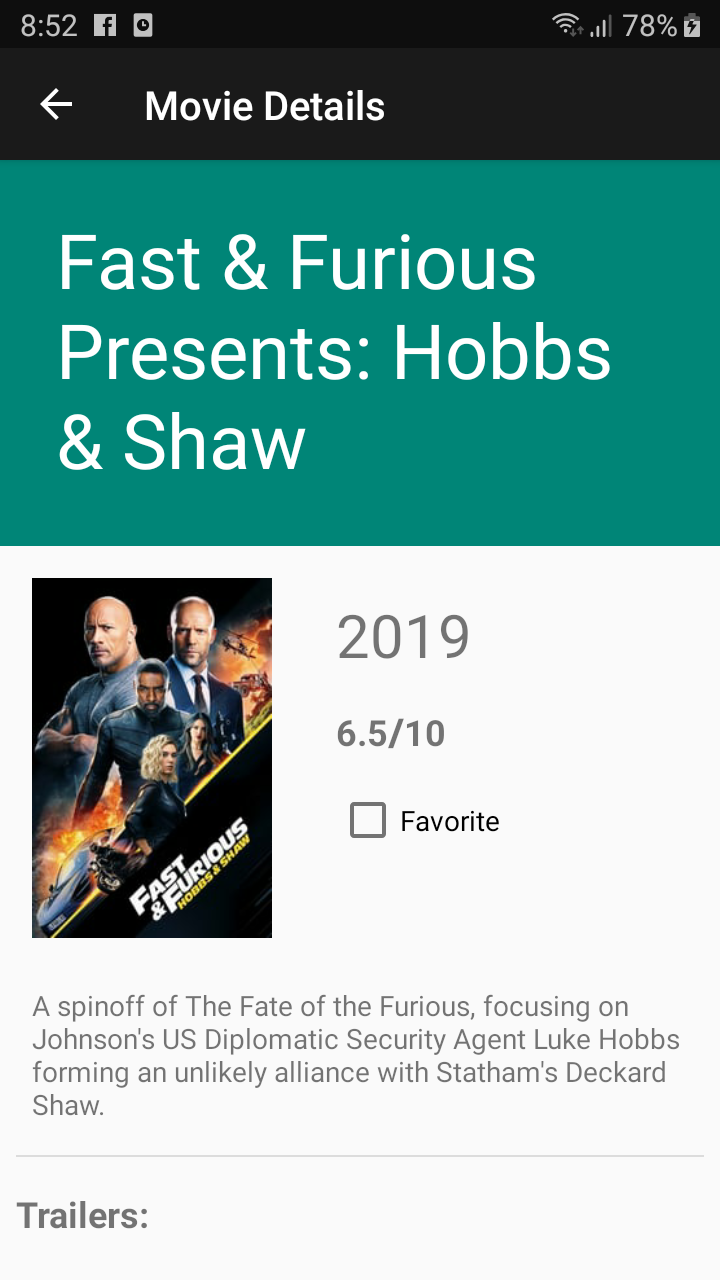 8:52
78%
Movie Details
Fast & Furious
Presents: Hobbs
& Shaw
2019
6.5/10
Favorite
FAST
& FURIOUS
HOBBS & SHAW
A spinoff of The Fate of the Furious, focusing on
Johnson's US Diplomatic Security Agent Luke Hobbs
forming an unlikely alliance with Statham's Deckard
Shaw.
Trailers: